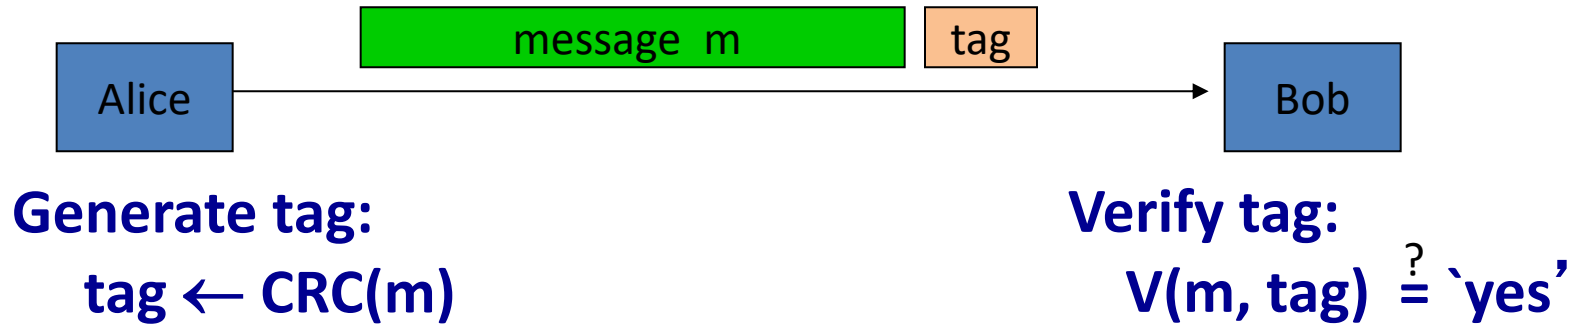 message m
tag
Alice
Bob
Generate tag:
tag ← CRC(m)
Verify tag:
V(m, tag) ≟ `yes’